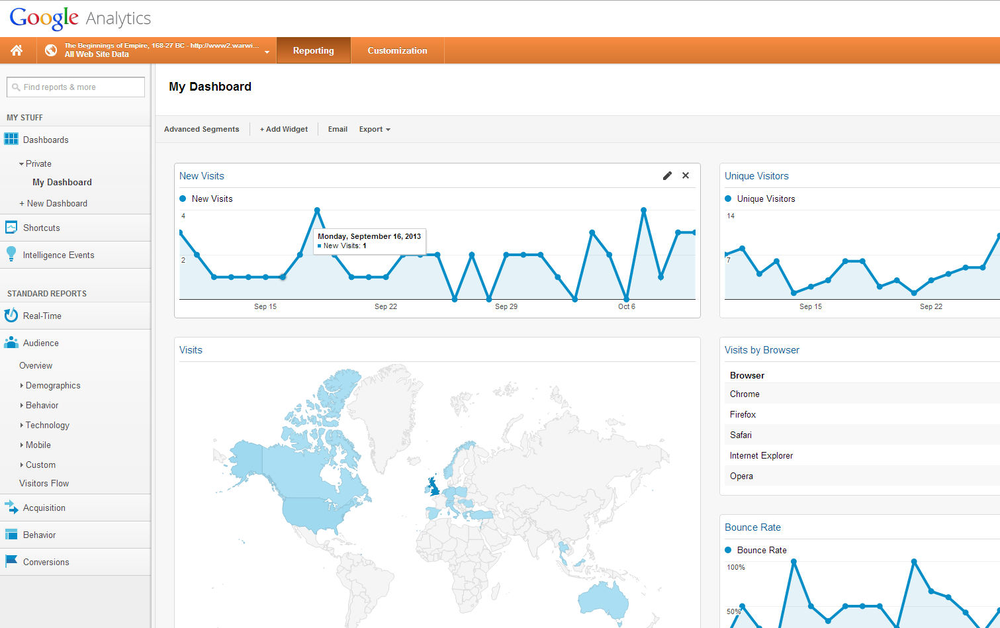 Google Analytics
The Beginnings of Empire, 168-27 BC - http://www2.warwi...
All Web Site Data
Reporting
Customization
Find reports & more
MY STUFF
Dashboards
Private
My Dashboard
+ New Dashboard
Shortcuts
Intelligence Events
STANDARD REPORTS
Real-Time
Audience
Overview
Demographics
Behavior
Technology
Mobile
Custom
Visitors Flow
Acquisition
Behavior
Conversions
My Dashboard
Advanced Segments
+ Add Widget
Email
Export
New Visits
New Visits
4
2
Monday, September 16, 2013
New Visits: 1
Sep 15
Sep 22
Sep 29
Oct 6
Unique Visitors
Unique Visitors
14
7
Sep 15
Sep 22
Visits
Visits by Browser
Browser
Chrome
Firefox
Safari
Internet Explorer
Opera
Bounce Rate
Bounce Rate
100%
50%